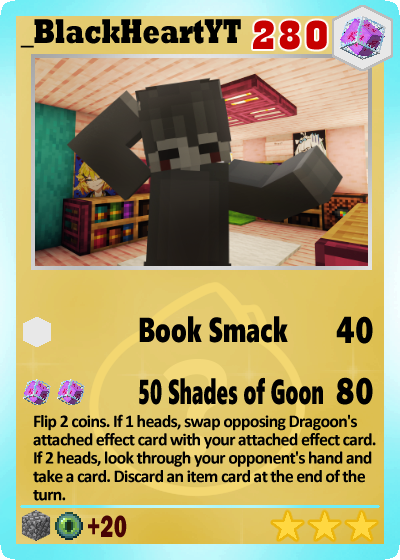 _BlackHeartYT 280
Book Smack 40
50 Shades of Goon 80
Flip 2 coins. If 1 heads, swap opposing Dragoon's
attached effect card with your attached effect card.
If 2 heads, look through your opponent's hand and
take a card. Discard an item card at the end of the
turn.
+20